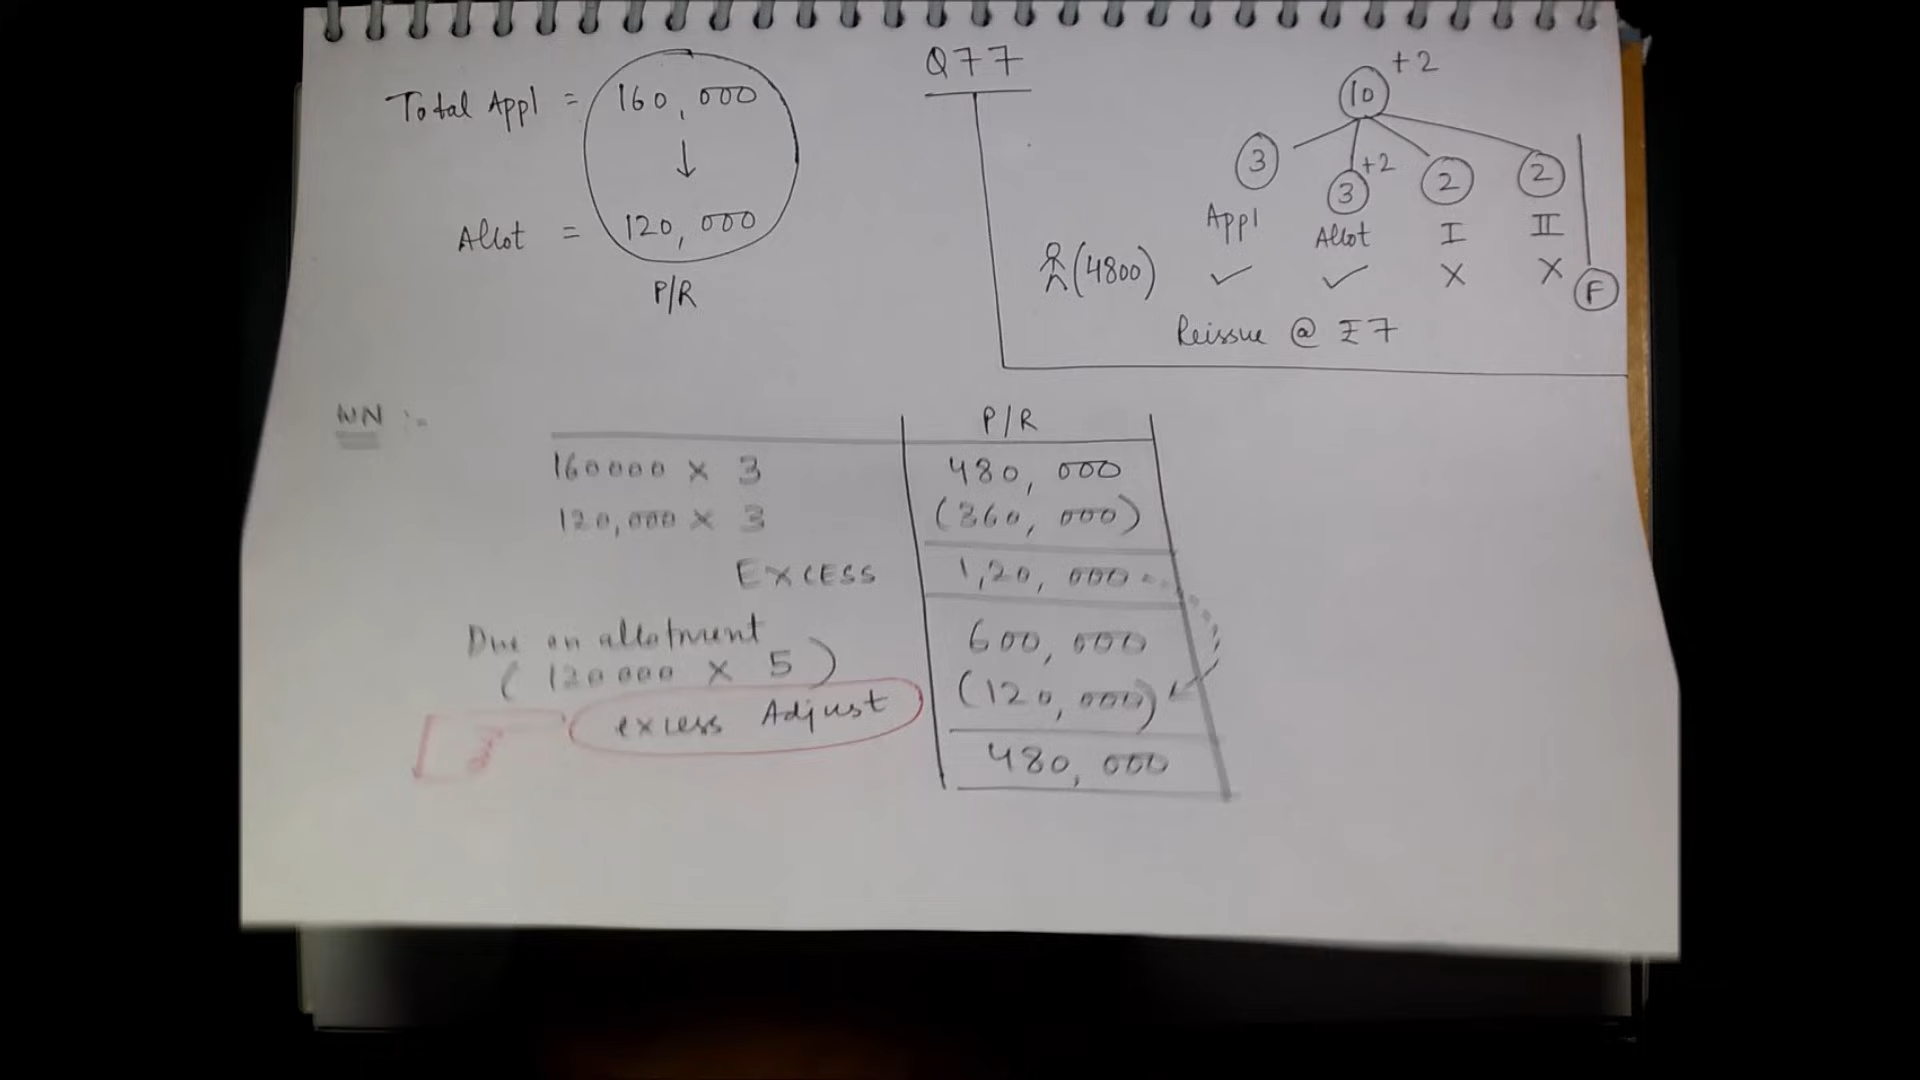 Q77
Total Appl = 160,000
↓
Allot = 120,000
P/R
10 +2
3 3 +2 2 2
Appl Allot I II
(4800) ✓ ✓ X X F
Reissue @ ₹7
WN :-
P/R
160000 x 3 480,000
120,000 x 3 (360,000)
EXCESS 1,20,000
Due on allotment 600,000
(120000 x 5)
excess Adjust (120,000)
480,000